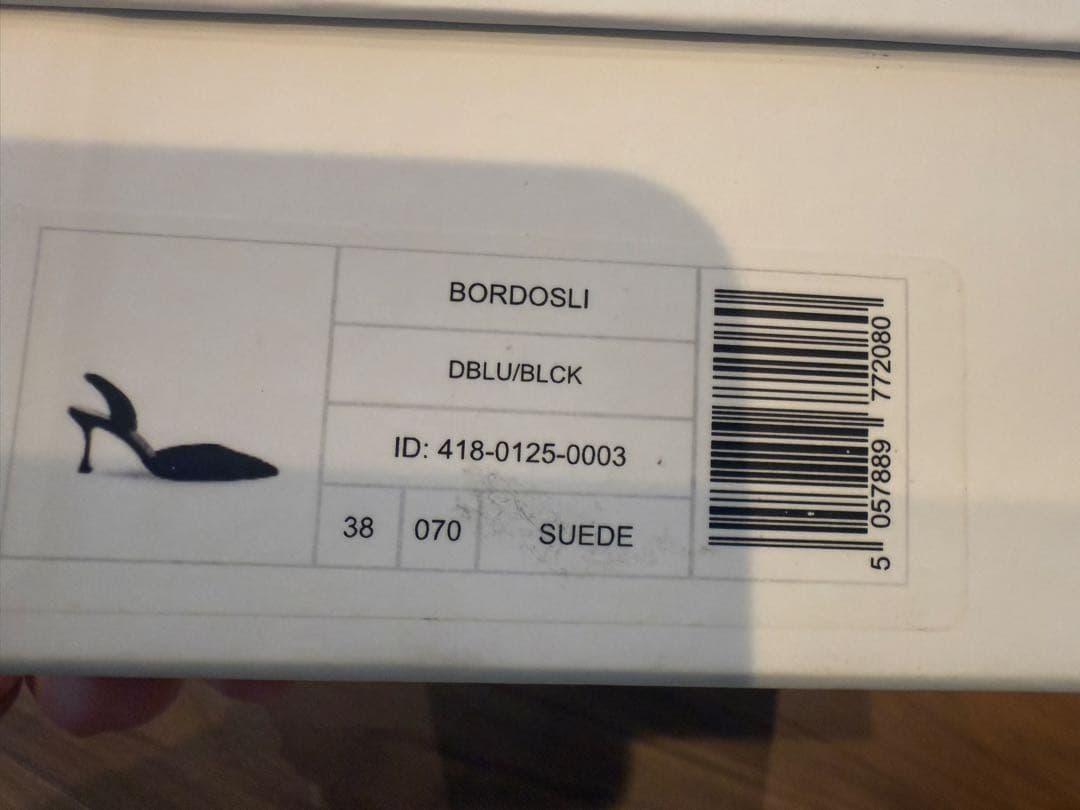 BORDOSLI
DBLU/BLCK
ID: 418-0125-0003
38 070 SUEDE
5 057889 772080